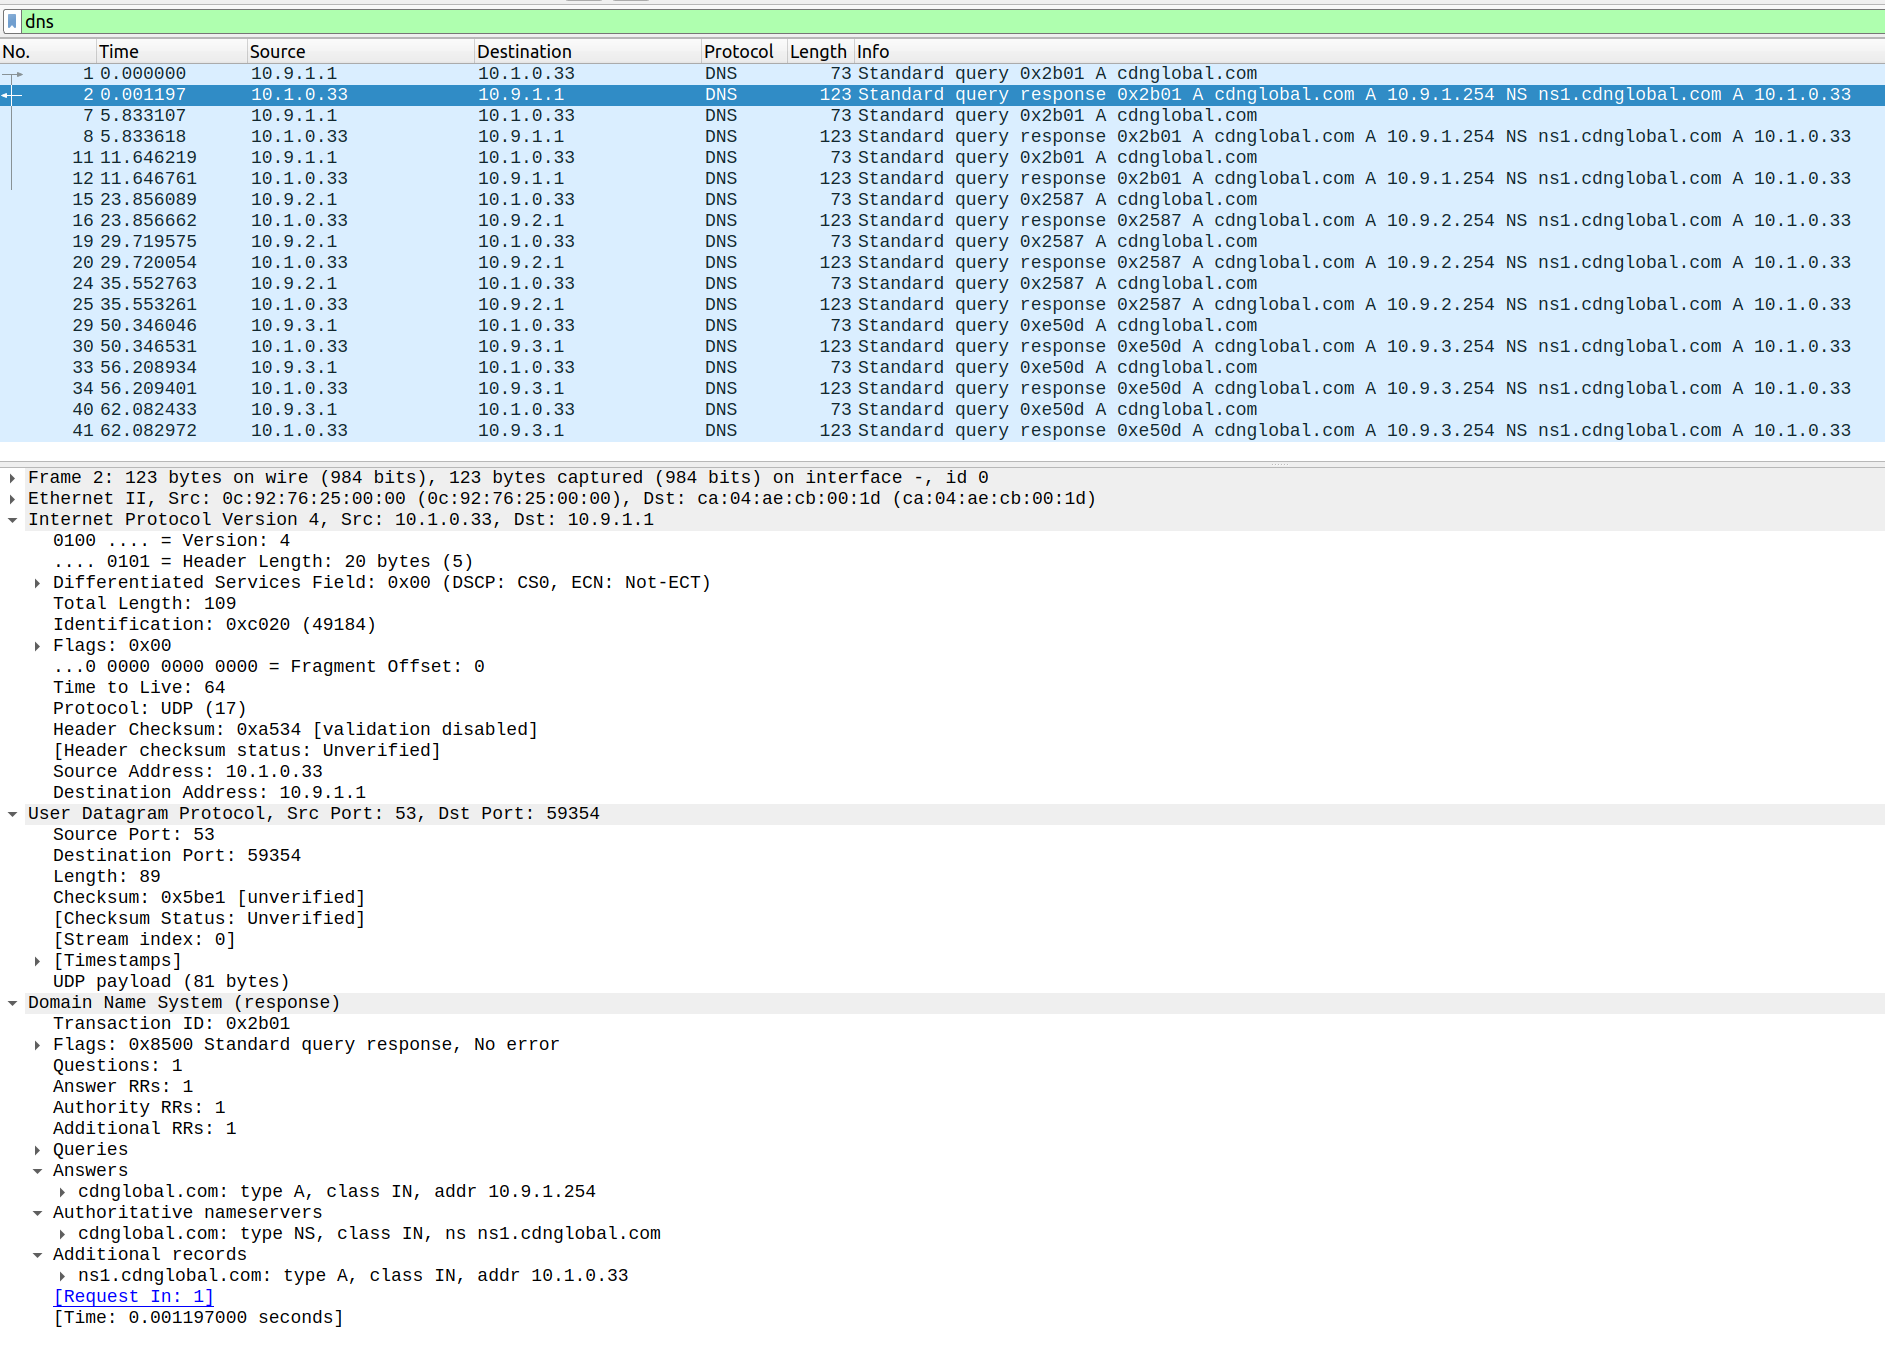 dns
No. Time Source Destination Protocol Length Info
1 0.000000 10.9.1.1 10.1.0.33 DNS 73 Standard query 0x2b01 A cdnglobal.com
2 0.001197 10.1.0.33 10.9.1.1 DNS 123 Standard query response 0x2b01 A cdnglobal.com A 10.9.1.254 NS ns1.cdnglobal.com A 10.1.0.33
7 5.833107 10.9.1.1 10.1.0.33 DNS 73 Standard query 0x2b01 A cdnglobal.com
8 5.833618 10.1.0.33 10.9.1.1 DNS 123 Standard query response 0x2b01 A cdnglobal.com A 10.9.1.254 NS ns1.cdnglobal.com A 10.1.0.33
11 11.646219 10.9.1.1 10.1.0.33 DNS 73 Standard query 0x2b01 A cdnglobal.com
12 11.646761 10.1.0.33 10.9.1.1 DNS 123 Standard query response 0x2b01 A cdnglobal.com A 10.9.1.254 NS ns1.cdnglobal.com A 10.1.0.33
15 23.856089 10.9.2.1 10.1.0.33 DNS 73 Standard query 0x2587 A cdnglobal.com
16 23.856662 10.1.0.33 10.9.2.1 DNS 123 Standard query response 0x2587 A cdnglobal.com A 10.9.2.254 NS ns1.cdnglobal.com A 10.1.0.33
19 29.719575 10.9.2.1 10.1.0.33 DNS 73 Standard query 0x2587 A cdnglobal.com
20 29.720054 10.1.0.33 10.9.2.1 DNS 123 Standard query response 0x2587 A cdnglobal.com A 10.9.2.254 NS ns1.cdnglobal.com A 10.1.0.33
24 35.552763 10.9.2.1 10.1.0.33 DNS 73 Standard query 0x2587 A cdnglobal.com
25 35.553261 10.1.0.33 10.9.2.1 DNS 123 Standard query response 0x2587 A cdnglobal.com A 10.9.2.254 NS ns1.cdnglobal.com A 10.1.0.33
29 50.346046 10.9.3.1 10.1.0.33 DNS 73 Standard query 0xe50d A cdnglobal.com
30 50.346531 10.1.0.33 10.9.3.1 DNS 123 Standard query response 0xe50d A cdnglobal.com A 10.9.3.254 NS ns1.cdnglobal.com A 10.1.0.33
33 56.208934 10.9.3.1 10.1.0.33 DNS 73 Standard query 0xe50d A cdnglobal.com
34 56.209401 10.1.0.33 10.9.3.1 DNS 123 Standard query response 0xe50d A cdnglobal.com A 10.9.3.254 NS ns1.cdnglobal.com A 10.1.0.33
40 62.082433 10.9.3.1 10.1.0.33 DNS 73 Standard query 0xe50d A cdnglobal.com
41 62.082972 10.1.0.33 10.9.3.1 DNS 123 Standard query response 0xe50d A cdnglobal.com A 10.9.3.254 NS ns1.cdnglobal.com A 10.1.0.33
Frame 2: 123 bytes on wire (984 bits), 123 bytes captured (984 bits) on interface -, id 0
Ethernet II, Src: 0c:92:76:25:00:00 (0c:92:76:25:00:00), Dst: ca:04:ae:cb:00:1d (ca:04:ae:cb:00:1d)
Internet Protocol Version 4, Src: 10.1.0.33, Dst: 10.9.1.1
0100 .... = Version: 4
.... 0101 = Header Length: 20 bytes (5)
Differentiated Services Field: 0x00 (DSCP: CS0, ECN: Not-ECT)
Total Length: 109
Identification: 0xc020 (49184)
Flags: 0x00
...0 0000 0000 0000 = Fragment Offset: 0
Time to Live: 64
Protocol: UDP (17)
Header Checksum: 0xa534 [validation disabled]
[Header checksum status: Unverified]
Source Address: 10.1.0.33
Destination Address: 10.9.1.1
User Datagram Protocol, Src Port: 53, Dst Port: 59354
Source Port: 53
Destination Port: 59354
Length: 89
Checksum: 0x5be1 [unverified]
[Checksum Status: Unverified]
[Stream index: 0]
[Timestamps]
UDP payload (81 bytes)
Domain Name System (response)
Transaction ID: 0x2b01
Flags: 0x8500 Standard query response, No error
Questions: 1
Answer RRs: 1
Authority RRs: 1
Additional RRs: 1
Queries
Answers
cdnglobal.com: type A, class IN, addr 10.9.1.254
Authoritative nameservers
cdnglobal.com: type NS, class IN, ns ns1.cdnglobal.com
Additional records
ns1.cdnglobal.com: type A, class IN, addr 10.1.0.33
[Request In: 1]
[Time: 0.001197000 seconds]